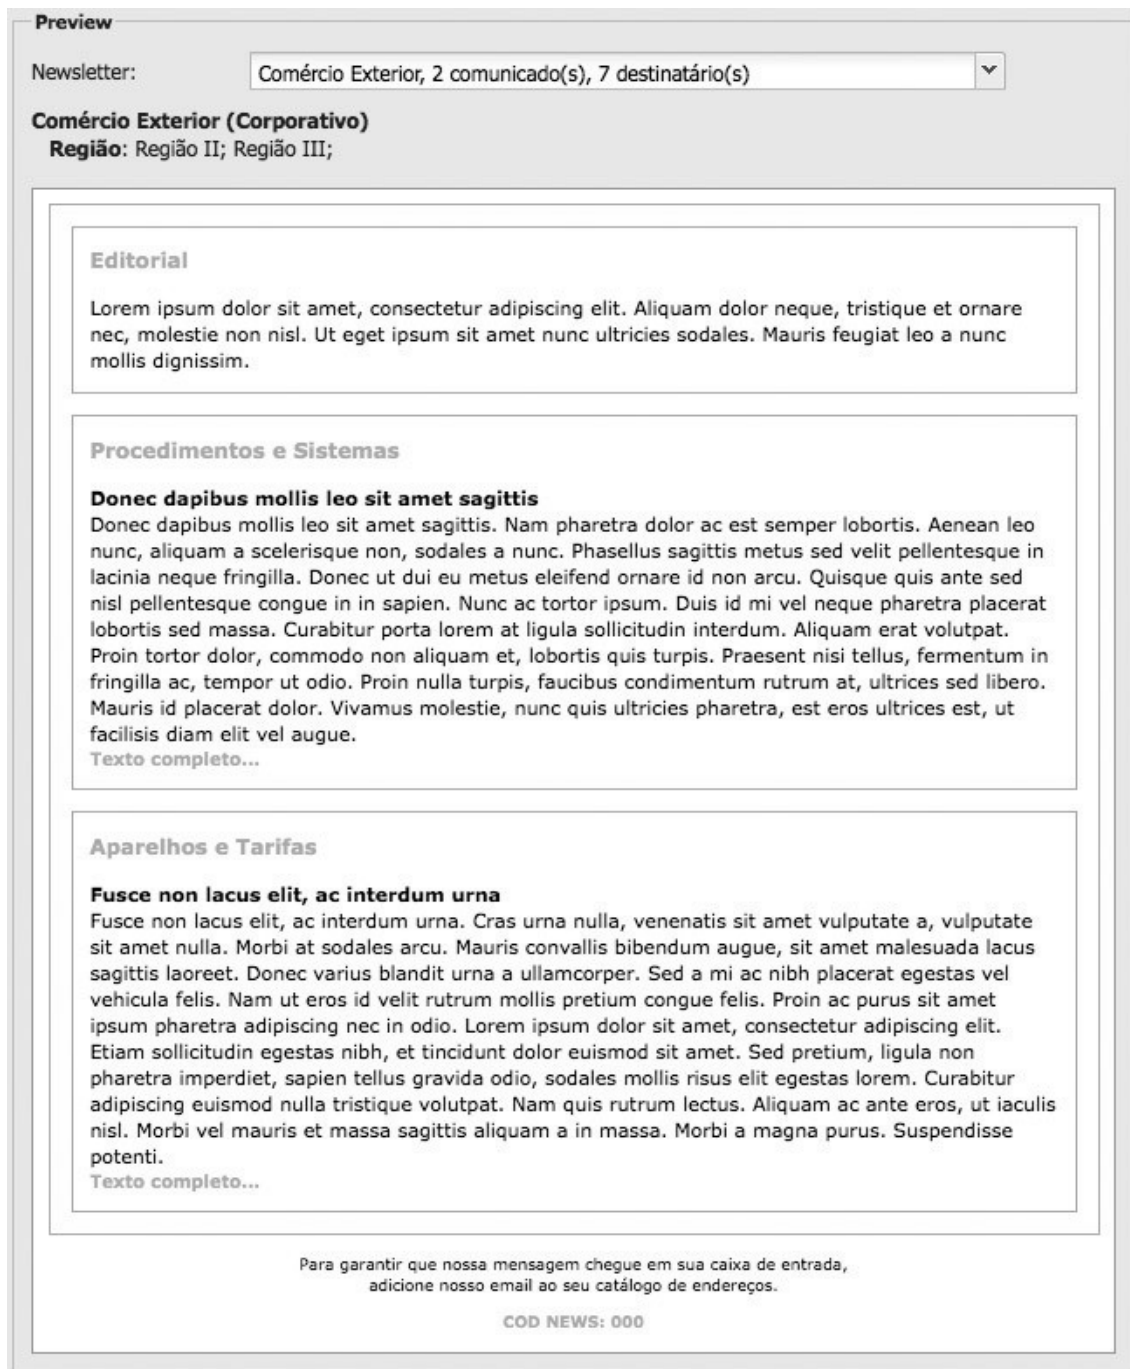 Preview
Newsletter: Comércio Exterior, 2 comunicado(s), 7 destinatário(s)
Comércio Exterior (Corporativo)
Região: Região II; Região III;
Editorial
Lorem ipsum dolor sit amet, consectetur adipiscing elit. Aliquam dolor neque, tristique et ornare
nec, molestie non nisl. Ut eget ipsum sit amet nunc ultricies sodales. Mauris feugiat leo a nunc
mollis dignissim.
Procedimentos e Sistemas
Donec dapibus mollis leo sit amet sagittis
Donec dapibus mollis leo sit amet sagittis. Nam pharetra dolor ac est semper lobortis. Aenean leo
nunc, aliquam a scelerisque non, sodales a nunc. Phasellus sagittis metus sed velit pellentesque in
lacinia neque fringilla. Donec ut dui eu metus eleifend ornare id non arcu. Quisque quis ante sed
nisl pellentesque congue in in sapien. Nunc ac tortor ipsum. Duis id mi vel neque pharetra placerat
lobortis sed massa. Curabitur porta lorem at ligula sollicitudin interdum. Aliquam erat volutpat.
Proin tortor dolor, commodo non aliquam et, lobortis quis turpis. Praesent nisi tellus, fermentum in
fringilla ac, tempor ut odio. Proin nulla turpis, faucibus condimentum rutrum at, ultrices sed libero.
Mauris id placerat dolor. Vivamus molestie, nunc quis ultricies pharetra, est eros ultrices est, ut
facilisis diam elit vel augue.
Texto completo...
Aparelhos e Tarifas
Fusce non lacus elit, ac interdum urna
Fusce non lacus elit, ac interdum urna. Cras urna nulla, venenatis sit amet vulputate a, vulputate
sit amet nulla. Morbi at sodales arcu. Mauris convallis bibendum augue, sit amet malesuada lacus
sagittis laoreet. Donec varius blandit urna a ullamcorper. Sed a mi ac nibh placerat egestas vel
vehicula felis. Nam ut eros id velit rutrum mollis pretium congue felis. Proin ac purus sit amet
ipsum pharetra adipiscing nec in odio. Lorem ipsum dolor sit amet, consectetur adipiscing elit.
Etiam sollicitudin egestas nibh, et tincidunt dolor euismod sit amet. Sed pretium, ligula non
pharetra imperdiet, sapien tellus gravida odio, sodales mollis risus elit egestas lorem. Curabitur
adipiscing euismod nulla tristique volutpat. Nam quis rutrum lectus. Aliquam ac ante eros, ut iaculis
nisl. Morbi vel mauris et massa sagittis aliquam a in massa. Morbi a magna purus. Suspendisse
potenti.
Texto completo...
Para garantir que nossa mensagem chegue em sua caixa de entrada,
adicione nosso email ao seu catálogo de endereços.
COD NEWS: 000